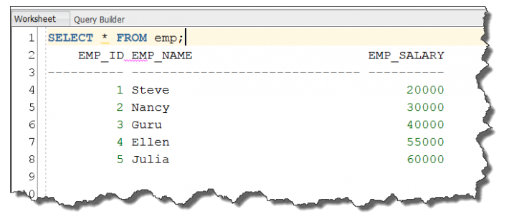 Worksheet Query Builder
1 SELECT * FROM emp;
2 EMP_ID EMP_NAME EMP_SALARY
3 ---------- ------------------------------ ----------
4 1 Steve 20000
5 2 Nancy 30000
6 3 Guru 40000
7 4 Ellen 55000
8 5 Julia 60000
9